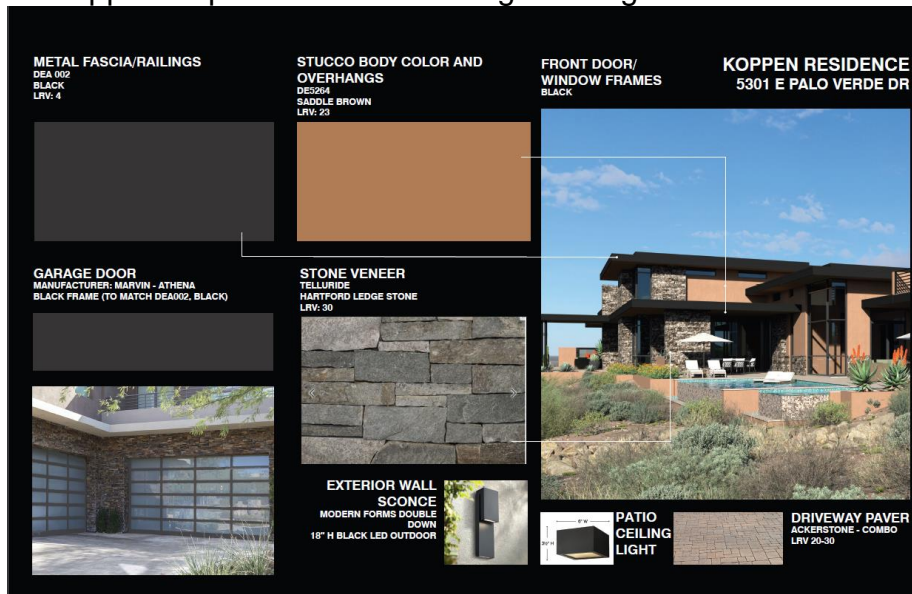 METAL FASCIA/RAILINGS
DEA 002
BLACK
LRV: 4
STUCCO BODY COLOR AND
OVERHANGS
DE5264
SADDLE BROWN
LRV: 23
FRONT DOOR/
WINDOW FRAMES
BLACK
KOPPEN RESIDENCE
5301 E PALO VERDE DR
GARAGE DOOR
MANUFACTURER: MARVIN - ATHENA
BLACK FRAME (TO MATCH DEA002, BLACK)
STONE VENEER
TELLURIDE
HARTFORD LEDGE STONE
LRV: 30
EXTERIOR WALL
SCONCE
MODERN FORMS DOUBLE
DOWN
18" H BLACK LED OUTDOOR
6" W
3½" H
PATIO
CEILING
LIGHT
DRIVEWAY PAVER
ACKERSTONE - COMBO
LRV 20-30